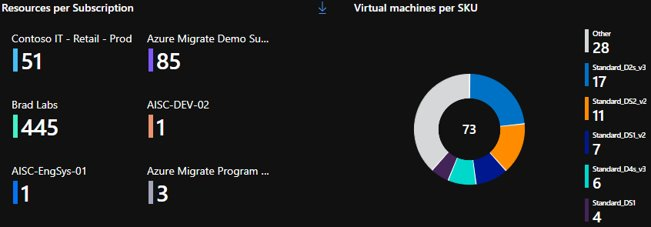 Resources per Subscription
Contoso IT - Retail - Prod
51
Azure Migrate Demo Su...
85
Brad Labs
445
AISC-DEV-02
1
AISC-EngSys-01
1
Azure Migrate Program ...
3
Virtual machines per SKU
73
Other
28
Standard_D2s_v3
17
Standard_DS2_v2
11
Standard_DS1_v2
7
Standard_D4s_v3
6
Standard_DS1
4